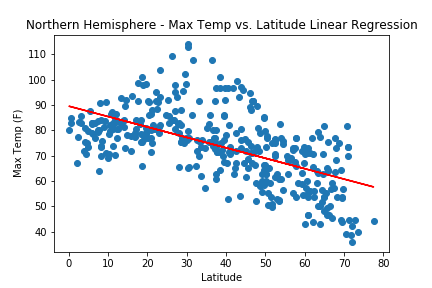 Northern Hemisphere - Max Temp vs. Latitude Linear Regression
110
100
90
80
70
60
50
40
Max Temp (F)
0 10 20 30 40 50 60 70 80
Latitude